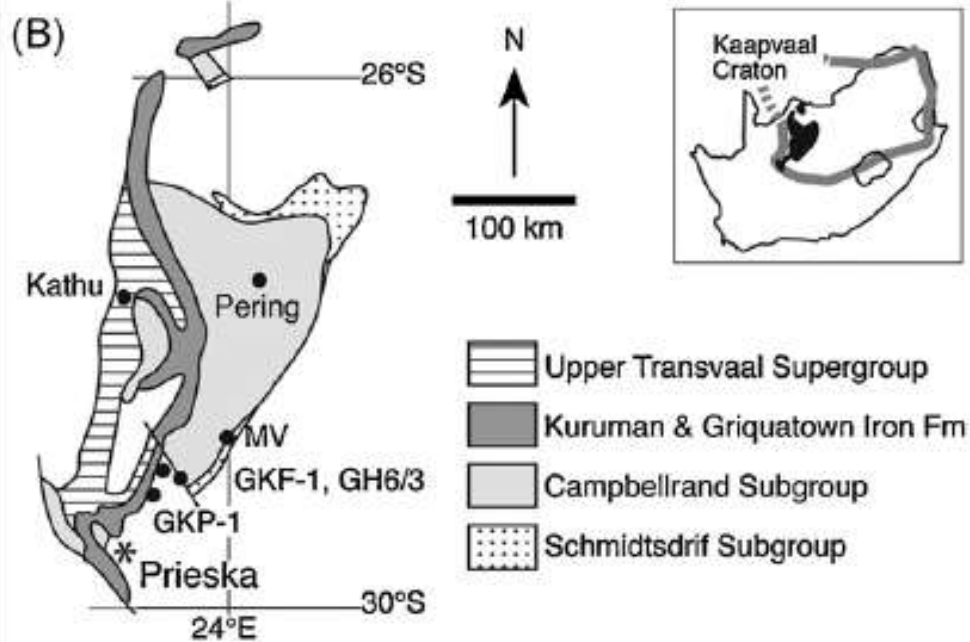 (B)
N
26°S
Kaapvaal
Craton
100 km
Kathu
Pering
Upper Transvaal Supergroup
Kuruman & Griquatown Iron Fm
MV
GKF-1, GH6/3
Campbellrand Subgroup
GKP-1
Schmidtsdrif Subgroup
*
Prieska
30°S
24°E